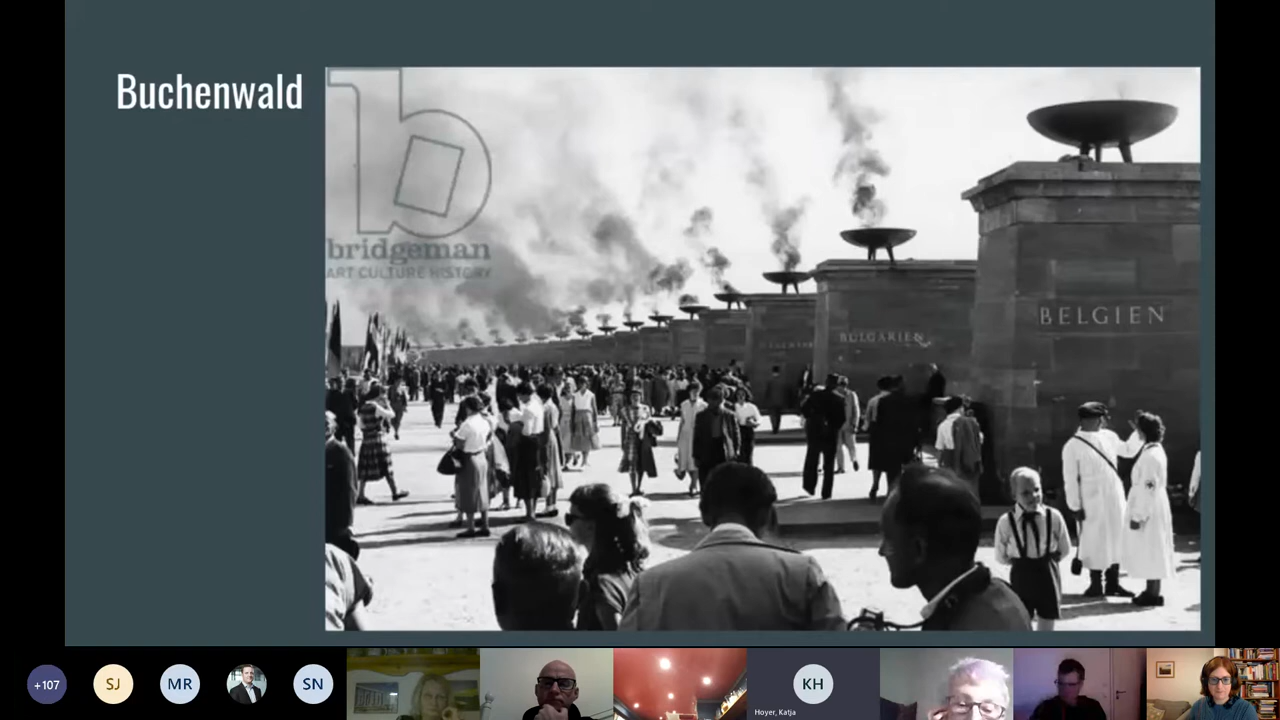 Buchenwald
b
bridgeman
ART CULTURE HISTORY
BULGARIEN
BELGIEN
+107
SJ
MR
SN
KH
Hoyer, Katja